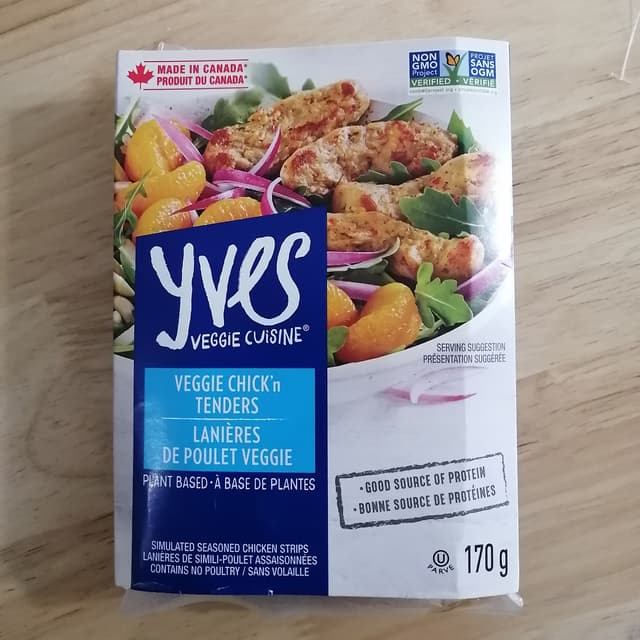 MADE IN CANADA*
PRODUIT DU CANADA*
NON
GMO
Project
VERIFIED
PROJET
SANS
OGM
VÉRIFIÉ
yves
VEGGIE CUISINE®
SERVING SUGGESTION
PRÉSENTATION SUGGÉRÉE
VEGGIE CHICK'n
TENDERS
LANIÈRES
DE POULET VEGGIE
PLANT BASED • À BASE DE PLANTES
• GOOD SOURCE OF PROTEIN
• BONNE SOURCE DE PROTÉINES
SIMULATED SEASONED CHICKEN STRIPS
LANIÈRES DE SIMILI-POULET ASSAISONNÉES
CONTAINS NO POULTRY / SANS VOLAILLE
U
PARVE
170 g